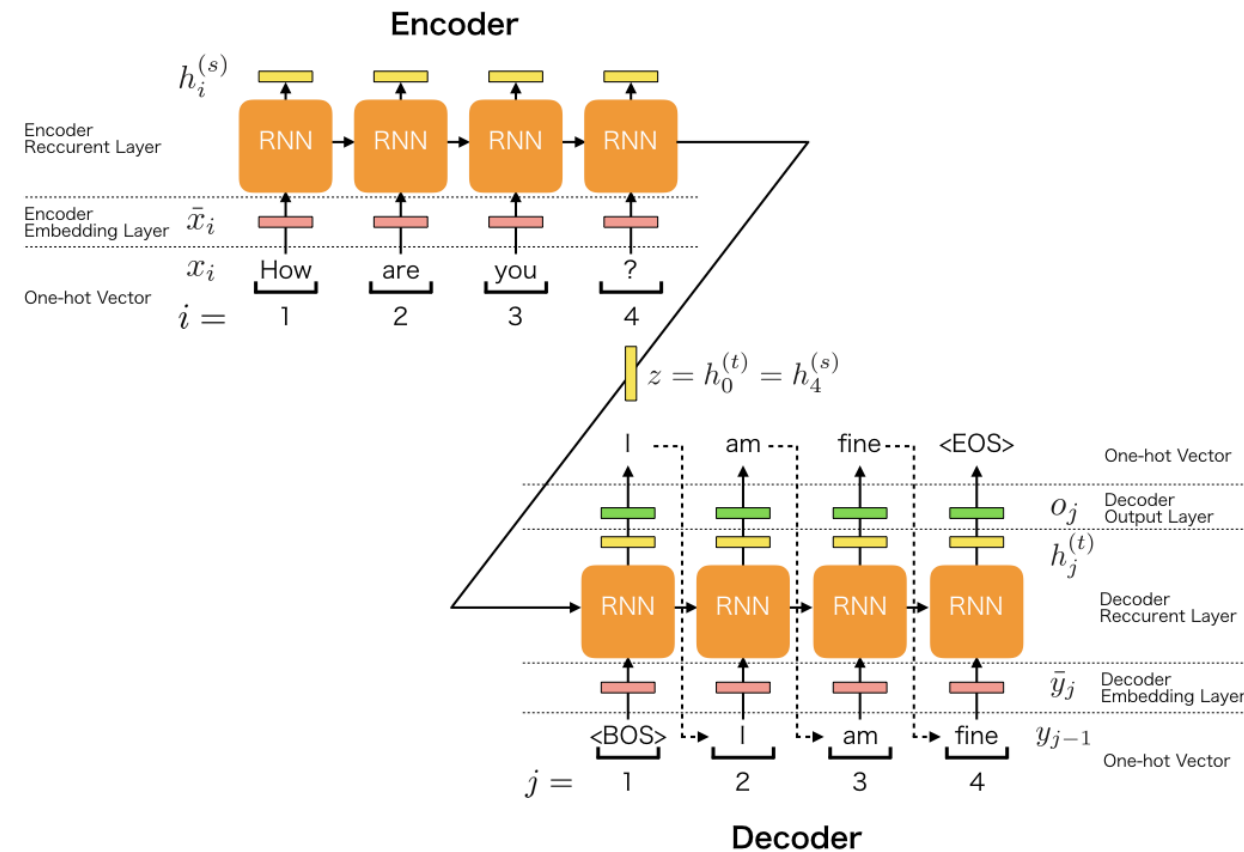 Encoder
h_i^{(s)}
RNN RNN RNN RNN
Encoder
Reccurent Layer
Encoder
Embedding Layer
x̄_i
x_i
How are you ?
One-hot Vector
i = 1 2 3 4
z = h_0^{(t)} = h_4^{(s)}
I am fine <EOS>
One-hot Vector
o_j
Decoder
Output Layer
h_j^{(t)}
RNN RNN RNN RNN
Decoder
Reccurent Layer
ȳ_j
Decoder
Embedding Layer
<BOS> I am fine
y_{j−1}
One-hot Vector
j = 1 2 3 4
Decoder